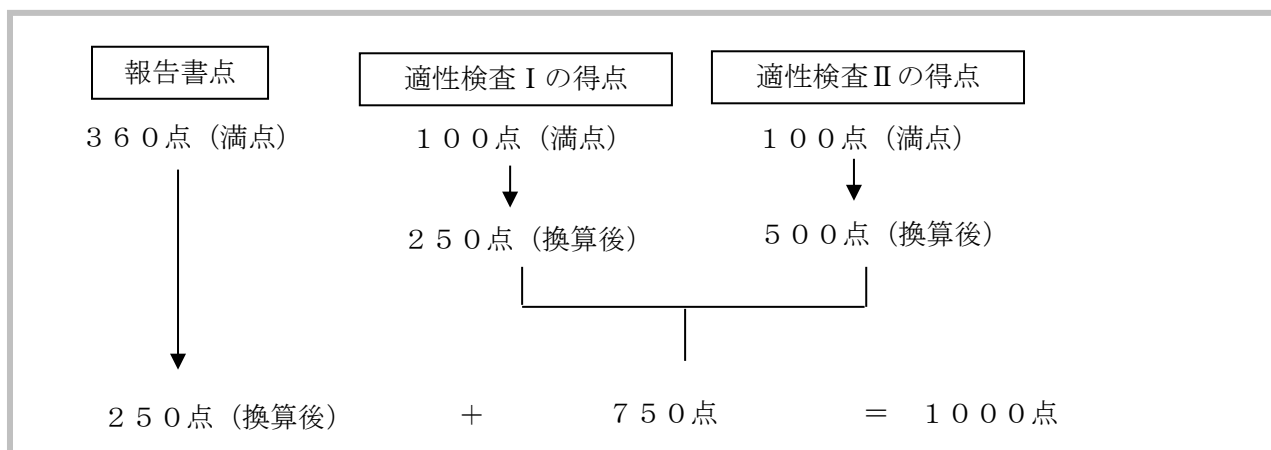 報告書点 適性検査Ⅰの得点 適性検査Ⅱの得点
３６０点（満点） １００点（満点） １００点（満点）
２５０点（換算後） ５００点（換算後）
２５０点（換算後） ＋ ７５０点 ＝ １０００点